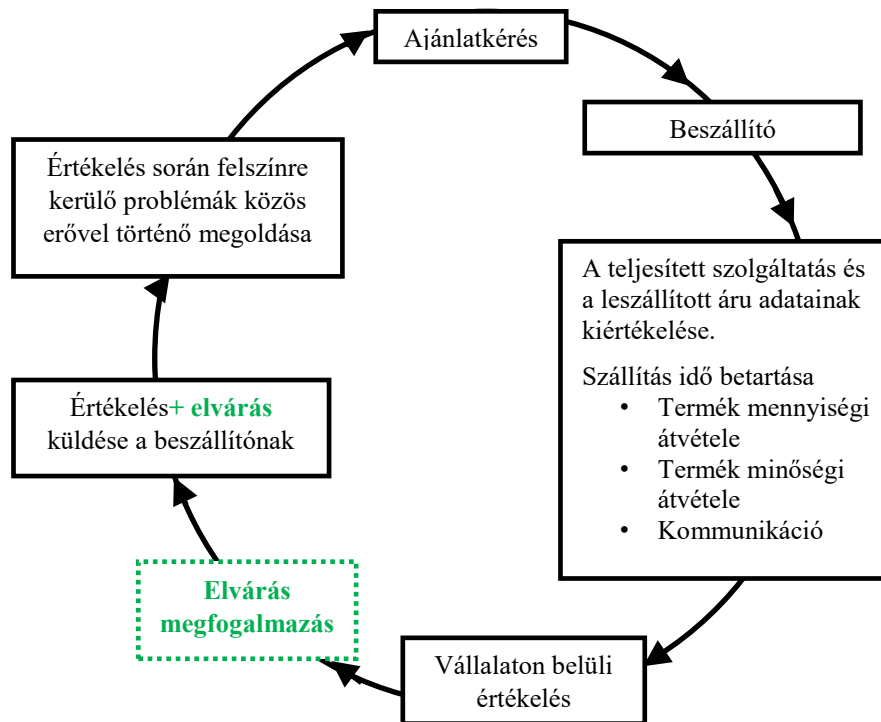 Ajánlatkérés
Beszállító
A teljesített szolgáltatás és
a leszállított áru adatainak
kiértékelése.
Szállítás idő betartása
• Termék mennyiségi
átvétele
• Termék minőségi
átvétele
• Kommunikáció
Vállalaton belüli
értékelés
Elvárás
megfogalmazás
Értékelés+ elvárás
küldése a beszállítónak
Értékelés során felszínre
kerülő problémák közös
erővel történő megoldása